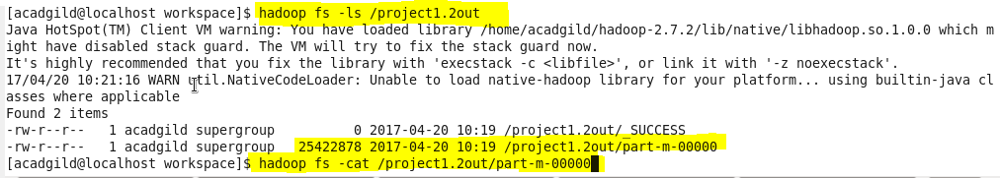 [acadgild@localhost workspace]$ hadoop fs -ls /project1.2out
Java HotSpot(TM) Client VM warning: You have loaded library /home/acadgild/hadoop-2.7.2/lib/native/libhadoop.so.1.0.0 which m
ight have disabled stack guard. The VM will try to fix the stack guard now.
It's highly recommended that you fix the library with 'execstack -c <libfile>', or link it with '-z noexecstack'.
17/04/20 10:21:16 WARN util.NativeCodeLoader: Unable to load native-hadoop library for your platform... using builtin-java cl
asses where applicable
Found 2 items
-rw-r--r--   1 acadgild supergroup          0 2017-04-20 10:19 /project1.2out/_SUCCESS
-rw-r--r--   1 acadgild supergroup   25422878 2017-04-20 10:19 /project1.2out/part-m-00000
[acadgild@localhost workspace]$ hadoop fs -cat /project1.2out/part-m-00000